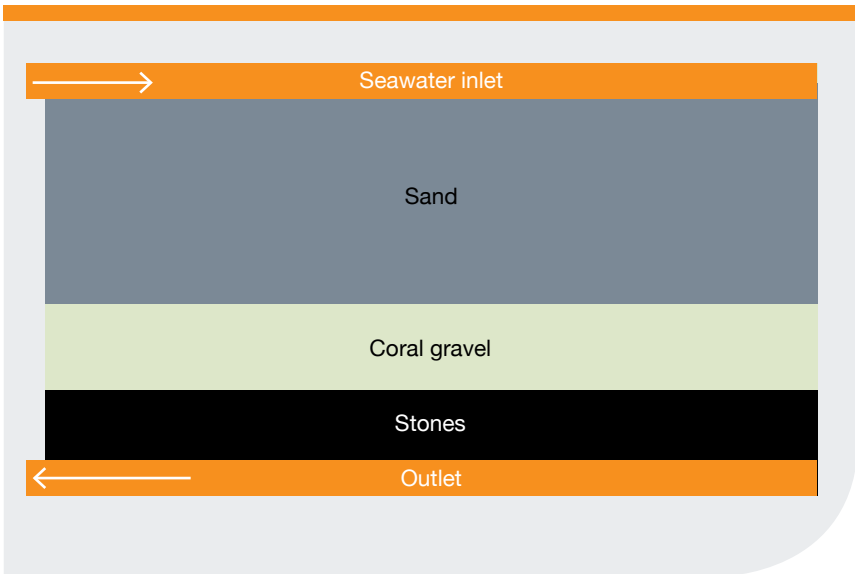 Seawater inlet
Sand
Coral gravel
Stones
Outlet